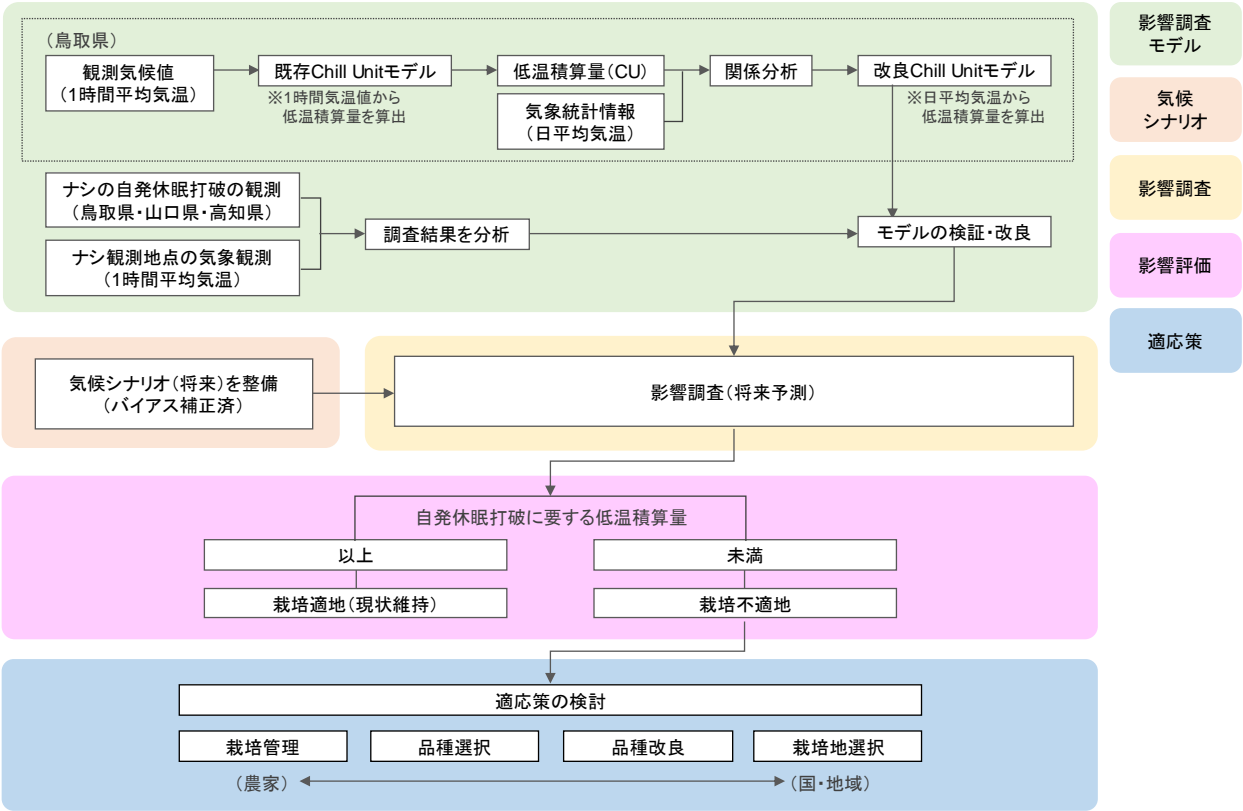 （鳥取県）
観測気候値
（1時間平均気温）
既存Chill Unitモデル
※1時間気温値から
低温積算量を算出
低温積算量（CU）
気象統計情報
（日平均気温）
関係分析
改良Chill Unitモデル
※日平均気温から
低温積算量を算出
ナシの自発休眠打破の観測
（鳥取県・山口県・高知県）
ナシ観測地点の気象観測
（1時間平均気温）
調査結果を分析
モデルの検証・改良
気候シナリオ（将来）を整備
（バイアス補正済）
影響調査（将来予測）
自発休眠打破に要する低温積算量
以上
未満
栽培適地（現状維持）
栽培不適地
適応策の検討
栽培管理
品種選択
品種改良
栽培地選択
（農家）
（国・地域）
影響調査
モデル
気候
シナリオ
影響調査
影響評価
適応策